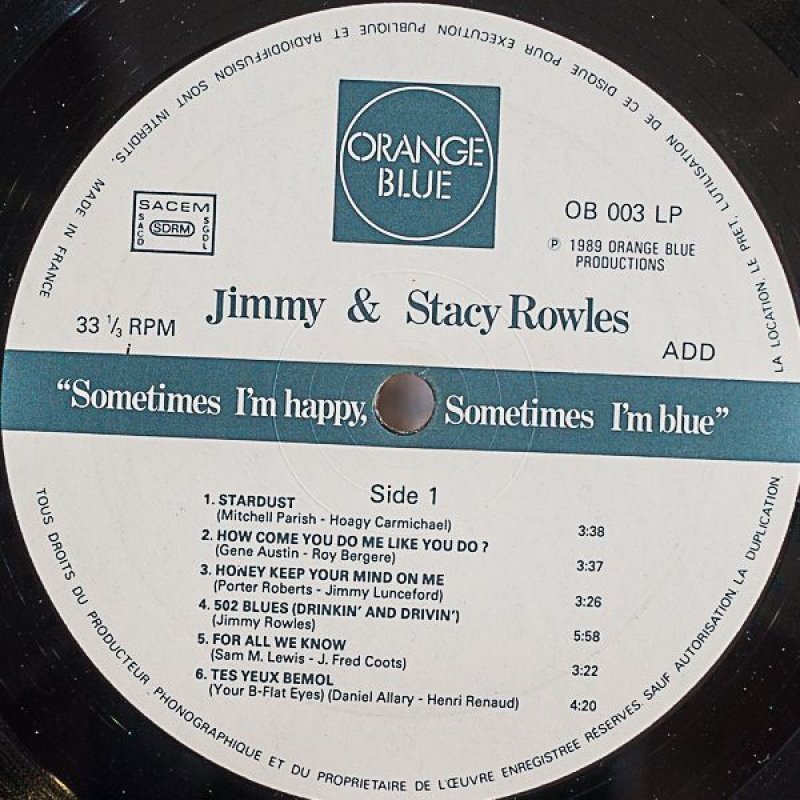 TOUS DROITS DU PRODUCTEUR PHONOGRAPHIQUE ET DU PROPRIETAIRE DE L'ŒUVRE ENREGISTREE RESERVES. SAUF AUTORISATION. LA DUPLICATION LA LOCATION, LE PRET, L'UTILISATION DE CE DISQUE POUR EXECUTION PUBLIQUE ET RADIODIFFUSION SONT INTERDITS. MADE IN FRANCE
ORANGE
BLUE
SACEM
SACD
SDRM
SGDL
OB 003 LP
℗ 1989 ORANGE BLUE
PRODUCTIONS
Jimmy & Stacy Rowles
33 ⅓ RPM
ADD
“Sometimes I'm happy, Sometimes I'm blue”
Side 1
1. STARDUST
(Mitchell Parish - Hoagy Carmichael) 3:38
2. HOW COME YOU DO ME LIKE YOU DO ?
(Gene Austin - Roy Bergere) 3:37
3. HONEY KEEP YOUR MIND ON ME
(Porter Roberts - Jimmy Lunceford) 3:26
4. 502 BLUES (DRINKIN' AND DRIVIN')
(Jimmy Rowles) 5:58
5. FOR ALL WE KNOW
(Sam M. Lewis - J. Fred Coots) 3:22
6. TES YEUX BEMOL
(Your B-Flat Eyes) (Daniel Allary - Henri Renaud) 4:20